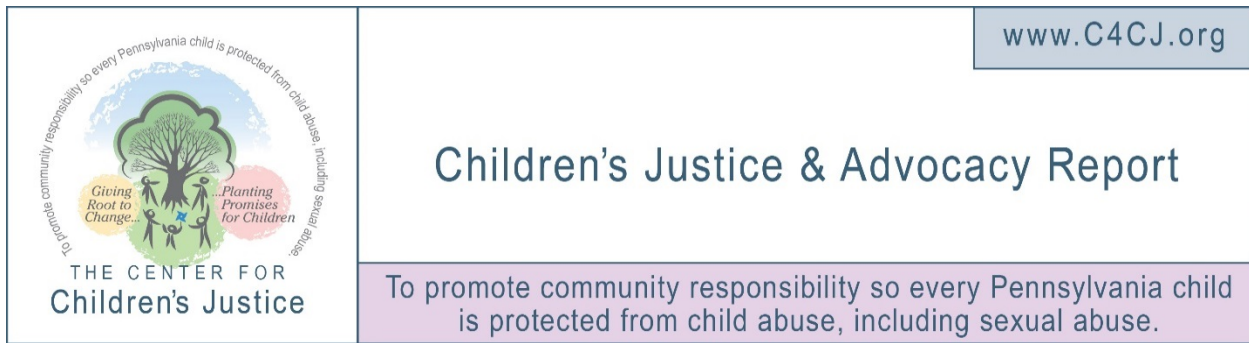 To promote community responsibility so every Pennsylvania child is protected from child abuse, including sexual abuse.
Giving
Root to
Change...
...Planting
Promises
for Children
THE CENTER FOR
Children's Justice
www.C4CJ.org
Children's Justice & Advocacy Report
To promote community responsibility so every Pennsylvania child
is protected from child abuse, including sexual abuse.